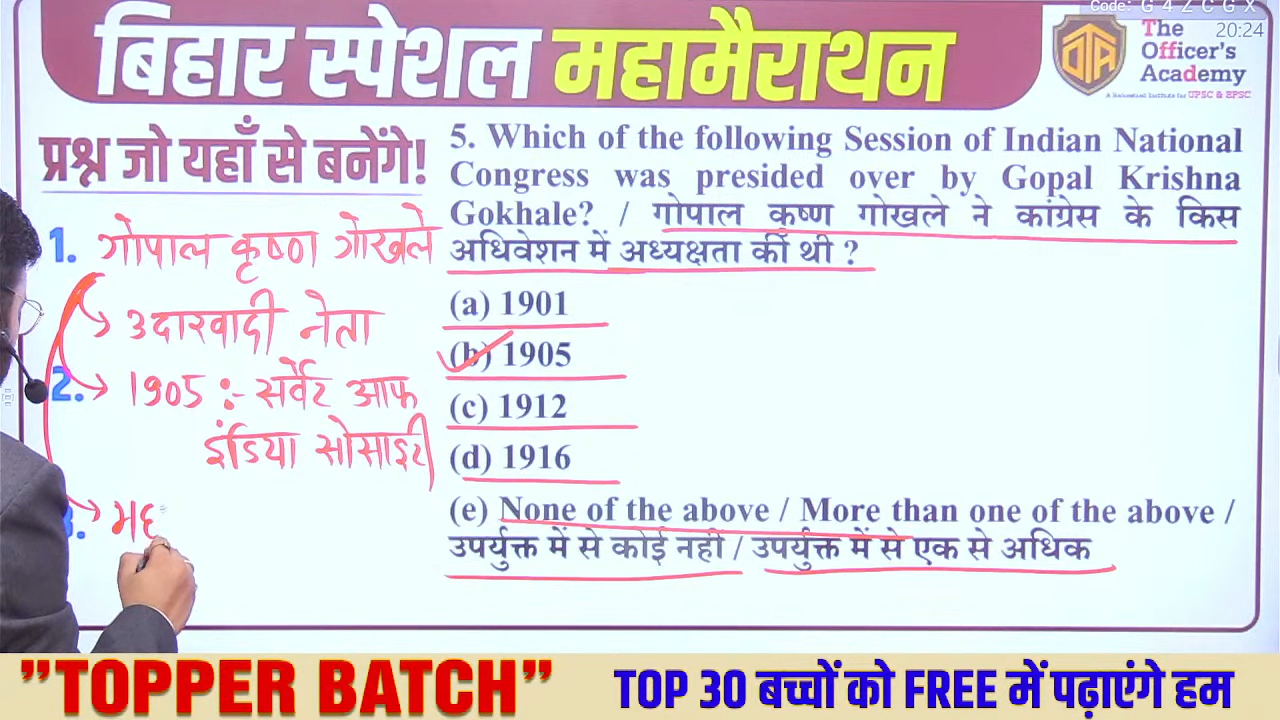 Code: G 4 Z C G X
20:24
बिहार स्पेशल महामैराथन
The
Officer's
Academy
UPSC & BPSC
प्रश्न जो यहाँ से बनेंगे!
1. गोपाल कृष्ण गोखले
उदारवादी नेता
2. 1905 :- सर्वेंट आफ
इंडिया सोसाइटी
3.
5. Which of the following Session of Indian National
Congress was presided over by Gopal Krishna
Gokhale? / गोपाल कृष्ण गोखले ने कांग्रेस के किस
अधिवेशन में अध्यक्षता की थी ?
(a) 1901
(b) 1905
(c) 1912
(d) 1916
(e) None of the above / More than one of the above /
उपर्युक्त में से कोई नहीं / उपर्युक्त में से एक से अधिक
"TOPPER BATCH"
TOP 30 बच्चों को FREE में पढ़ाएंगे हम